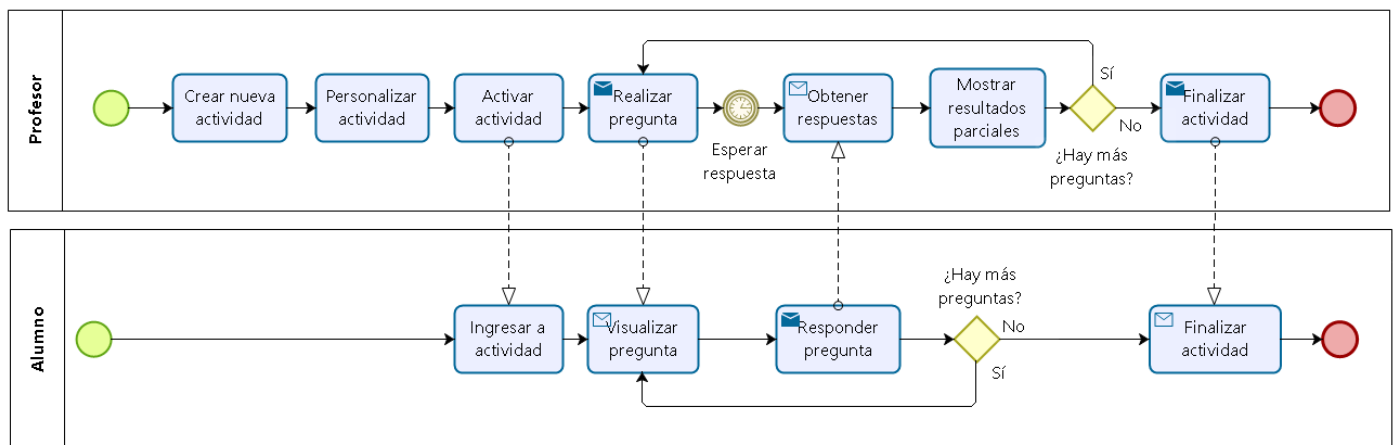 Profesor
Crear nueva
actividad
Personalizar
actividad
Activar
actividad
Realizar
pregunta
Esperar
respuesta
Obtener
respuestas
Mostrar
resultados
parciales
Sí
No
¿Hay más
preguntas?
Finalizar
actividad
Alumno
Ingresar a
actividad
Visualizar
pregunta
Responder
pregunta
¿Hay más
preguntas?
No
Sí
Finalizar
actividad